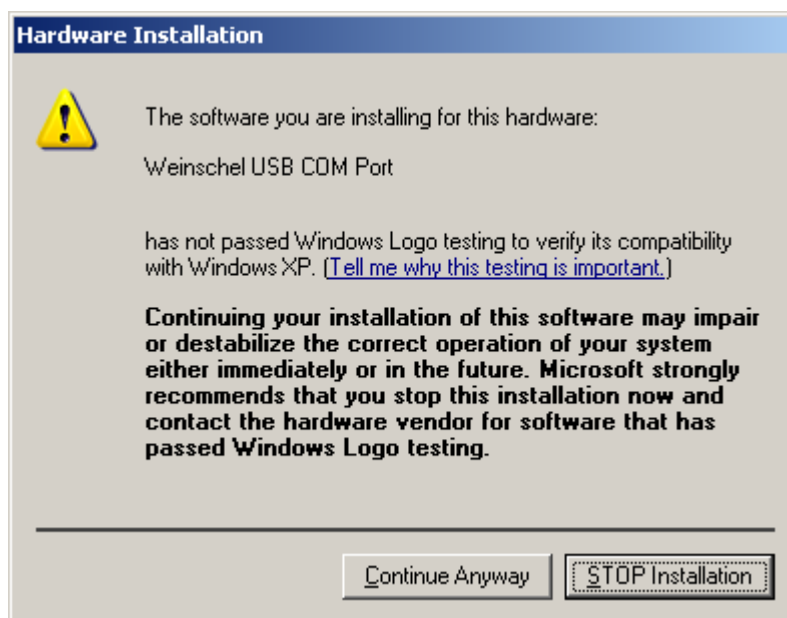 Hardware Installation
The software you are installing for this hardware:
Weinschel USB COM Port
has not passed Windows Logo testing to verify its compatibility
with Windows XP. (Tell me why this testing is important.)
Continuing your installation of this software may impair
or destabilize the correct operation of your system
either immediately or in the future. Microsoft strongly
recommends that you stop this installation now and
contact the hardware vendor for software that has
passed Windows Logo testing.
Continue Anyway
STOP Installation